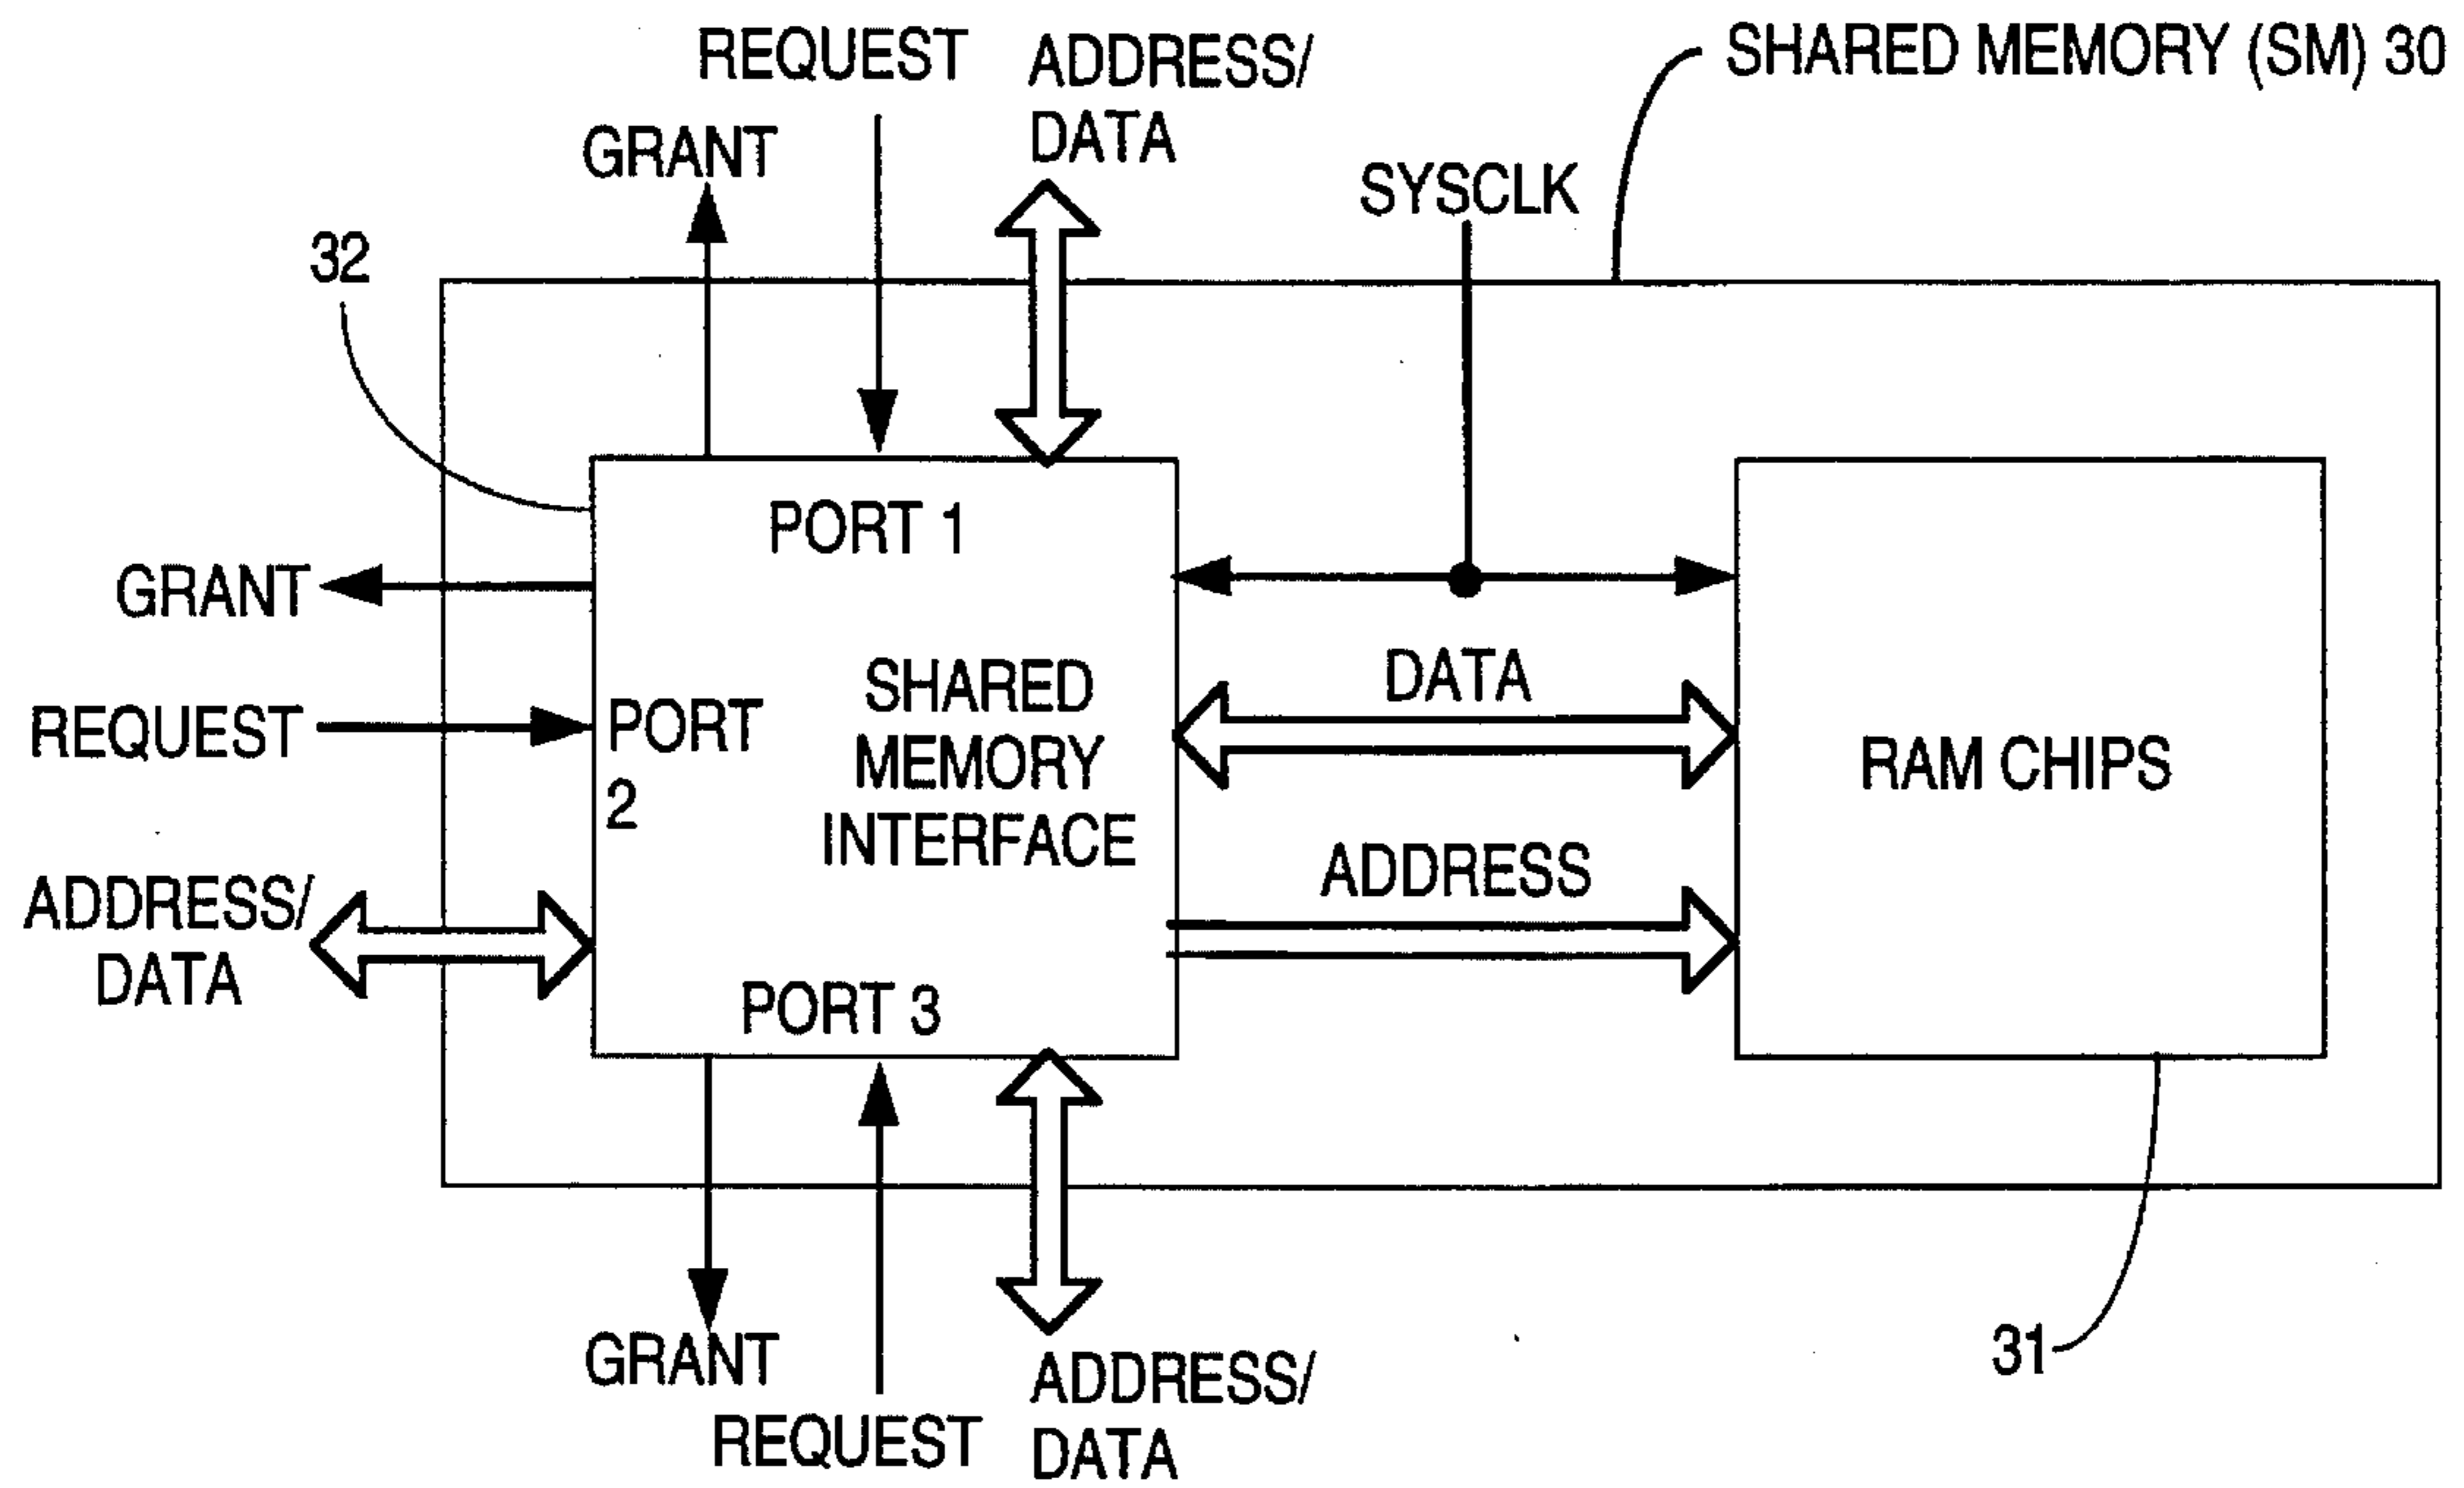 REQUEST
ADDRESS/
DATA
SHARED MEMORY (SM) 30
GRANT
SYSCLK
32
PORT 1
GRANT
SHARED
MEMORY
INTERFACE
DATA
REQUEST
PORT
2
RAM CHIPS
ADDRESS
ADDRESS/
DATA
PORT 3
GRANT
REQUEST
ADDRESS/
DATA
31